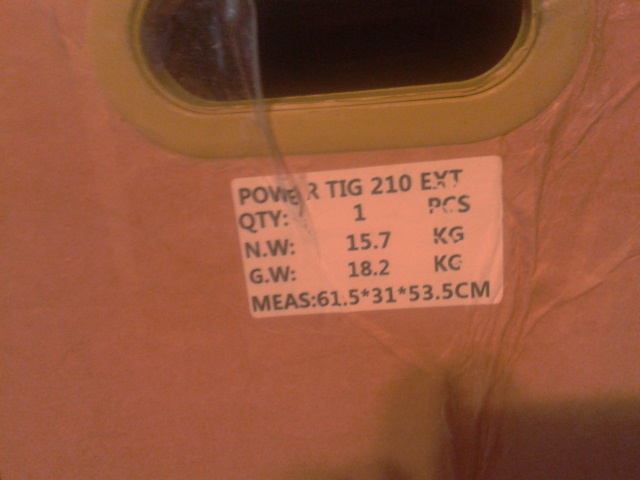 POWER TIG 210 EXT
QTY: 1 PCS
N.W: 15.7 KG
G.W: 18.2 KG
MEAS:61.5*31*53.5CM